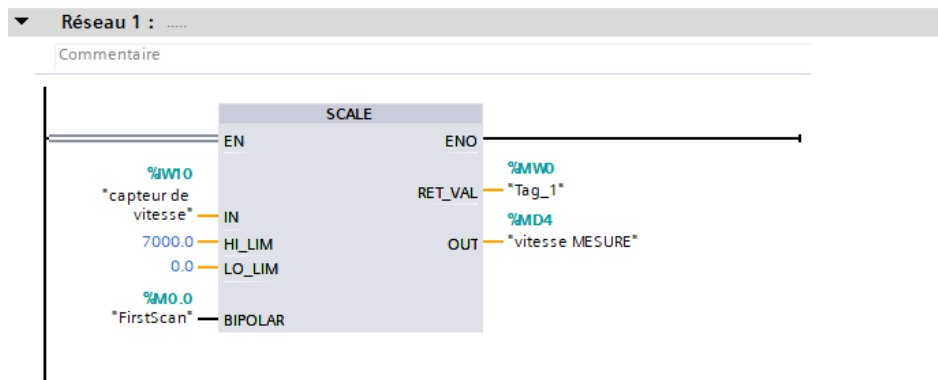 Réseau 1 : .....
Commentaire
SCALE
EN ENO
%IW10
"capteur de
vitesse" IN
%MW0
RET_VAL "Tag_1"
%MD4
7000.0 HI_LIM OUT "vitesse MESURE"
0.0 LO_LIM
%M0.0
"FirstScan" BIPOLAR